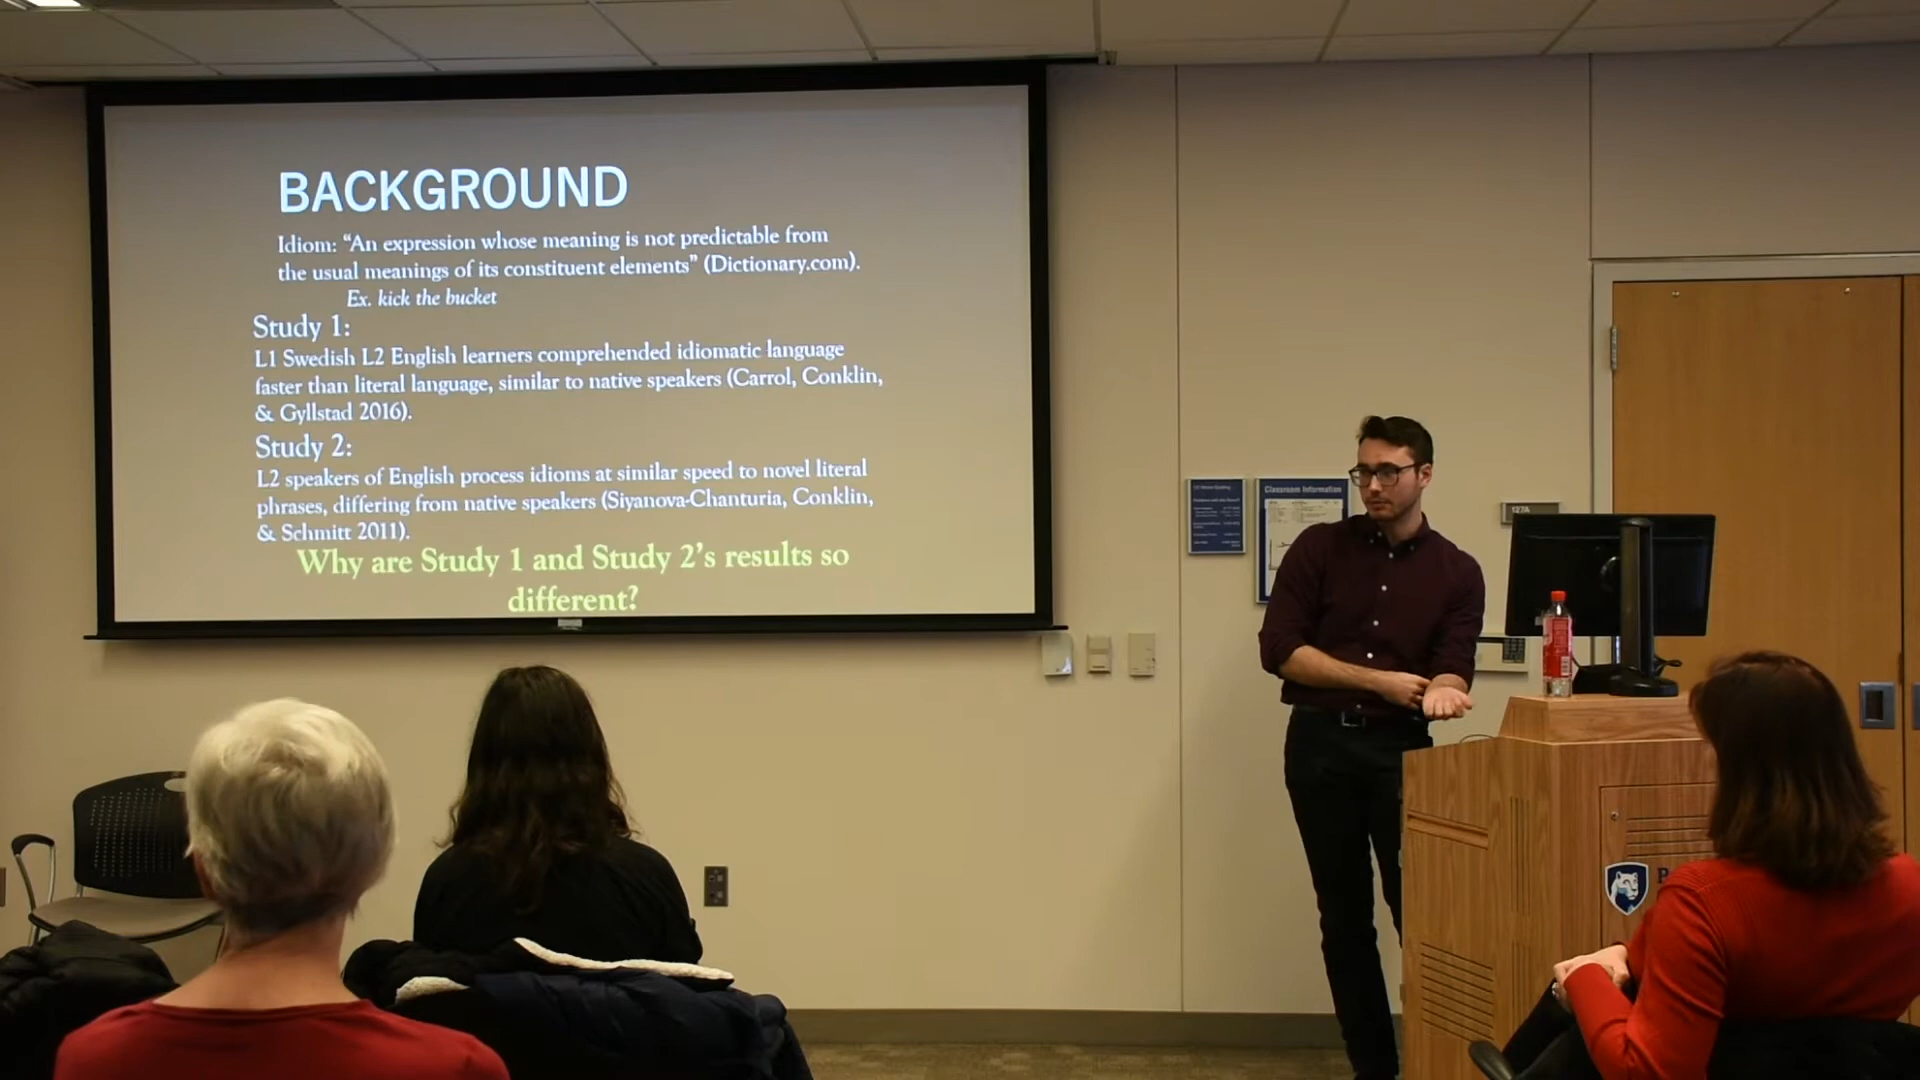 BACKGROUND
Idiom: “An expression whose meaning is not predictable from
the usual meanings of its constituent elements” (Dictionary.com).
Ex. kick the bucket
Study 1:
L1 Swedish L2 English learners comprehended idiomatic language
faster than literal language, similar to native speakers (Carrol, Conklin,
& Gyllstad 2016).
Study 2:
L2 speakers of English process idioms at similar speed to novel literal
phrases, differing from native speakers (Siyanova-Chanturia, Conklin,
& Schmitt 2011).
Why are Study 1 and Study 2’s results so
different?
Classroom Information
127A